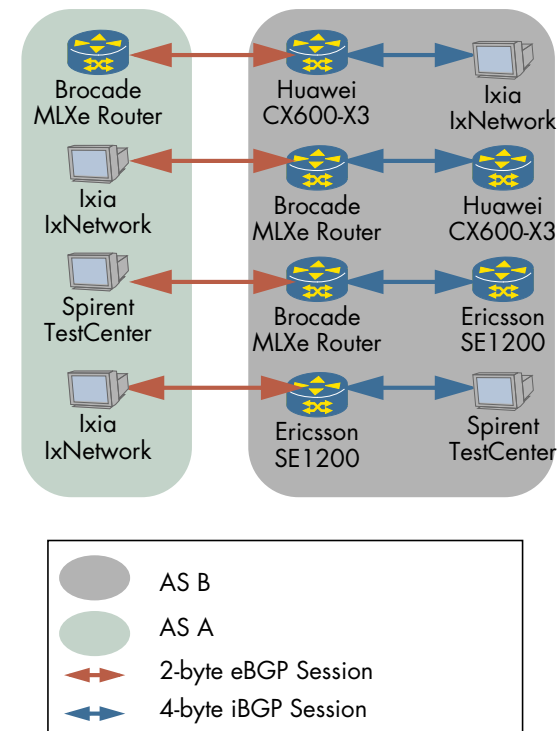 Brocade
MLXe Router
Huawei
CX600-X3
Ixia
IxNetwork
Ixia
IxNetwork
Brocade
MLXe Router
Huawei
CX600-X3
Spirent
TestCenter
Brocade
MLXe Router
Ericsson
SE1200
Ixia
IxNetwork
Ericsson
SE1200
Spirent
TestCenter
AS B
AS A
2-byte eBGP Session
4-byte iBGP Session